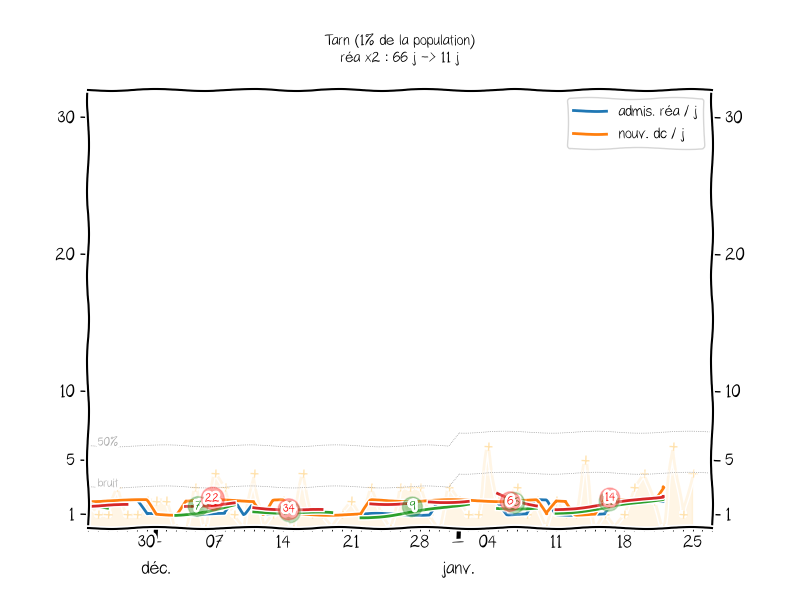 Tarn (1% de la population)
réa x2 : 66 j -> 11 j
admis. réa / j
nouv. dc / j
30 30
20 20
10 10
50%
5 5
bruit
22 7 34 9 6 14
1 1
30 07 14 21 28 04 11 18 25
déc. janv.